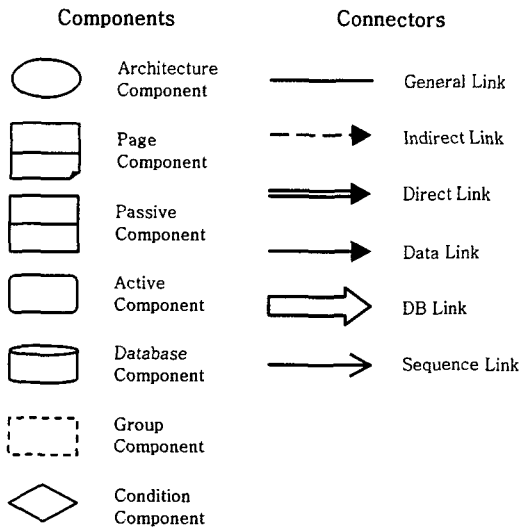 Components
Architecture
Component
Page
Component
Passive
Component
Active
Component
Database
Component
Group
Component
Condition
Component
Connectors
General Link
Indirect Link
Direct Link
Data Link
DB Link
Sequence Link